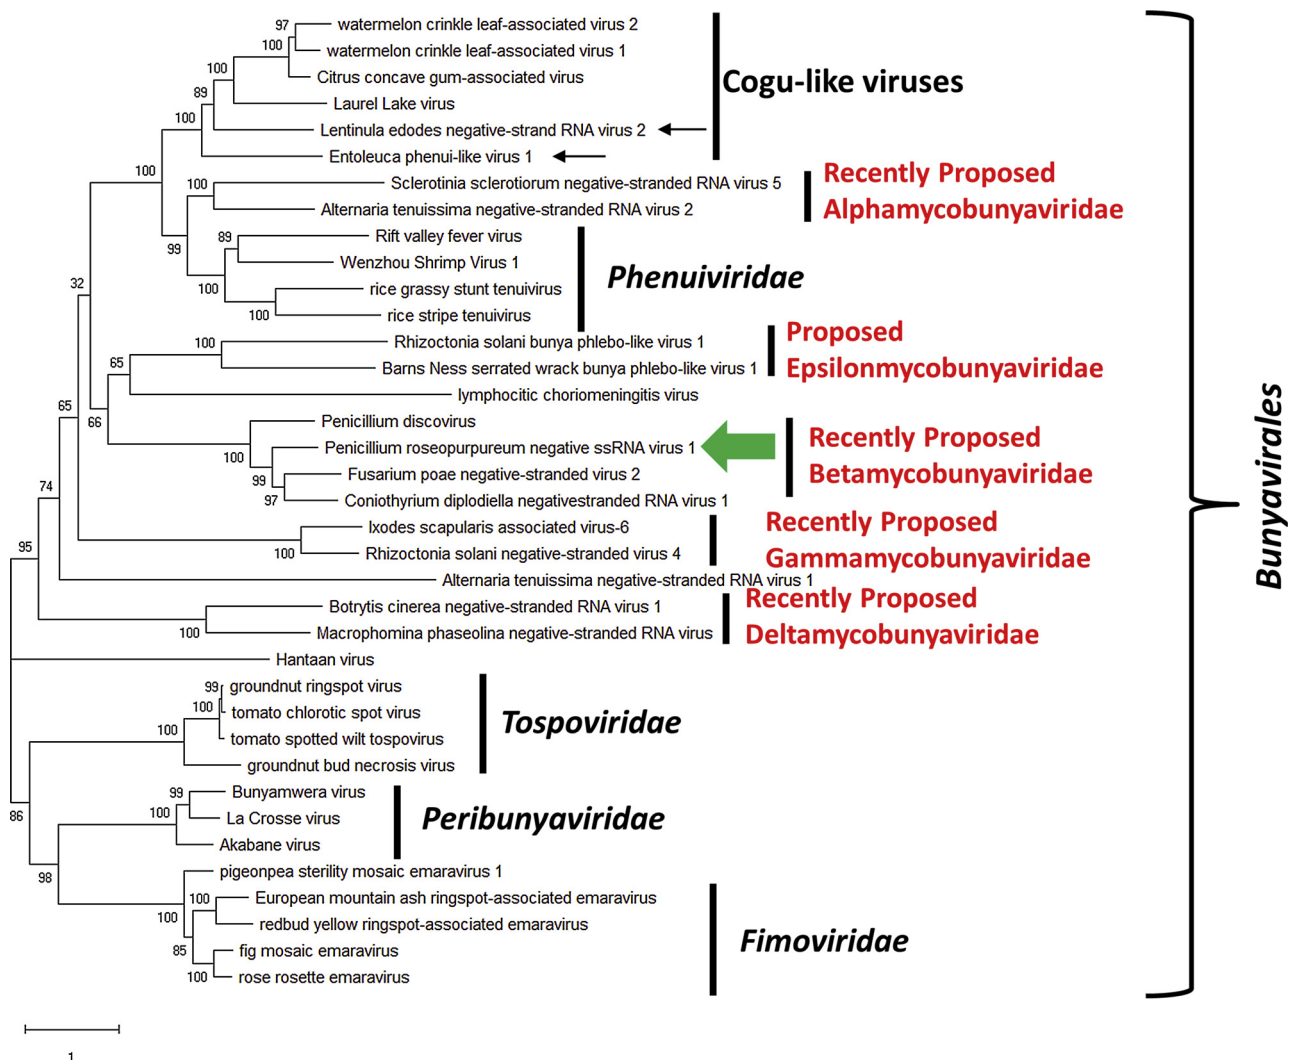 97
watermelon crinkle leaf-associated virus 2
100
watermelon crinkle leaf-associated virus 1
100
Citrus concave gum-associated virus
Cogu-like viruses
89
Laurel Lake virus
100
Lentinula edodes negative-strand RNA virus 2
Entoleuca phenui-like virus 1
100
Recently Proposed
Alphamycobunyaviridae
100
Sclerotinia sclerotiorum negative-stranded RNA virus 5
Alternaria tenuissima negative-stranded RNA virus 2
99
89
Rift valley fever virus
Wenzhou Shrimp Virus 1
Phenuiviridae
100
rice grassy stunt tenuivirus
100
rice stripe tenuivirus
32
100
Rhizoctonia solani bunya phlebo-like virus 1
Proposed
Epsilonmycobunyaviridae
65
Barns Ness serrated wrack bunya phlebo-like virus 1
lymphocitic choriomeningitis virus
65
66
Penicillium discovirus
100
Penicillium roseopurpureum negative ssRNA virus 1
Recently Proposed
Betamycobunyaviridae
99
Fusarium poae negative-stranded virus 2
97
Coniothyrium diplodiella negativestranded RNA virus 1
74
Ixodes scapularis associated virus-6
Recently Proposed
Gammamycobunyaviridae
100
Rhizoctonia solani negative-stranded virus 4
95
Alternaria tenuissima negative-stranded RNA virus 1
Botrytis cinerea negative-stranded RNA virus 1
Recently Proposed
Deltamycobunyaviridae
100
Macrophomina phaseolina negative-stranded RNA virus
Hantaan virus
99
groundnut ringspot virus
100
tomato chlorotic spot virus
100
tomato spotted wilt tospovirus
Tospoviridae
groundnut bud necrosis virus
99
Bunyamwera virus
100
La Crosse virus
Peribunyaviridae
86
Akabane virus
98
pigeonpea sterility mosaic emaravirus 1
100
European mountain ash ringspot-associated emaravirus
100
redbud yellow ringspot-associated emaravirus
85
fig mosaic emaravirus
Fimoviridae
100
rose rosette emaravirus
Bunyavirales
1